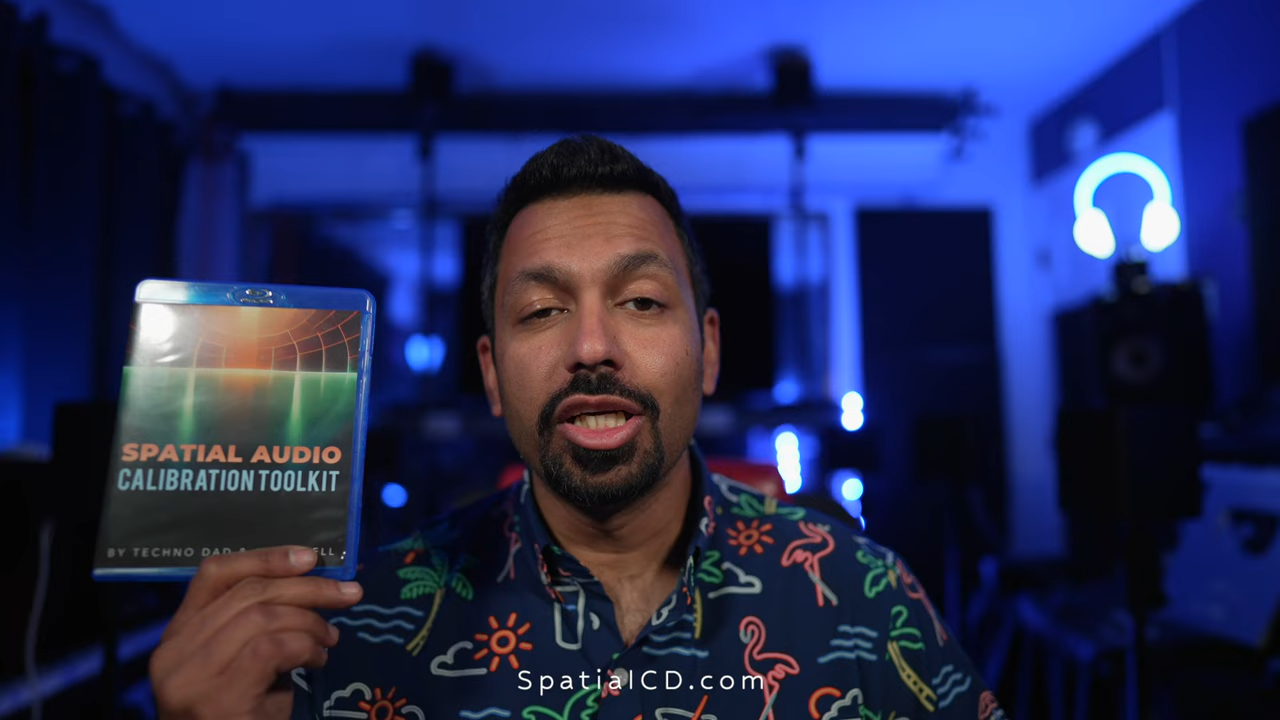 SPATIAL AUDIO
CALIBRATION TOOLKIT
BY TECHNO DAD
SpatialCD.com